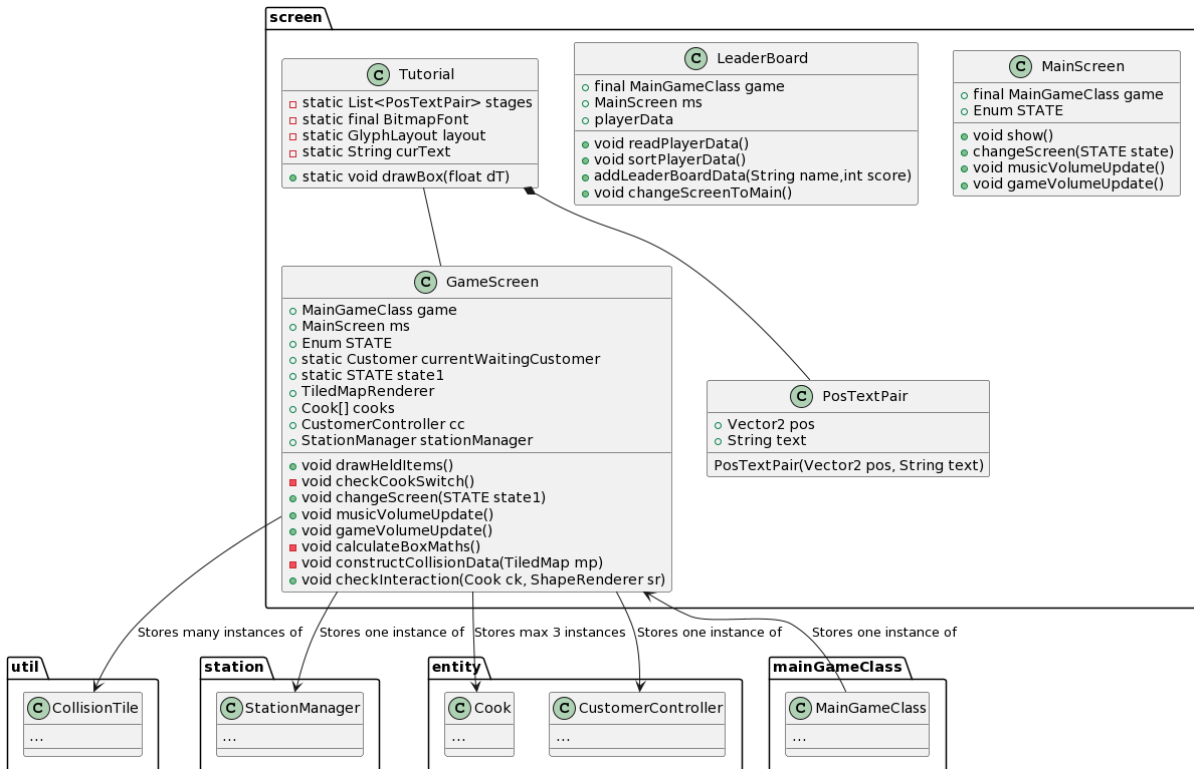 screen
C Tutorial
static List<PosTextPair> stages
static final BitmapFont
static GlyphLayout layout
static String curText
static void drawBox(float dT)
C LeaderBoard
final MainGameClass game
MainScreen ms
playerData
void readPlayerData()
void sortPlayerData()
addLeaderBoardData(String name,int score)
void changeScreenToMain()
C MainScreen
final MainGameClass game
Enum STATE
void show()
changeScreen(STATE state)
void musicVolumeUpdate()
void gameVolumeUpdate()
C GameScreen
MainGameClass game
MainScreen ms
Enum STATE
static Customer currentWaitingCustomer
static STATE state1
TiledMapRenderer
Cook[] cooks
CustomerController cc
StationManager stationManager
void drawHeldItems()
void checkCookSwitch()
void changeScreen(STATE state1)
void musicVolumeUpdate()
void gameVolumeUpdate()
void calculateBoxMaths()
void constructCollisionData(TiledMap mp)
void checkInteraction(Cook ck, ShapeRenderer sr)
C PosTextPair
Vector2 pos
String text
PosTextPair(Vector2 pos, String text)
Stores many instances of
Stores one instance of
Stores max 3 instances
Stores one instance of
Stores one instance of
util
C CollisionTile
...
station
C StationManager
...
entity
C Cook
...
C CustomerController
...
mainGameClass
C MainGameClass
...